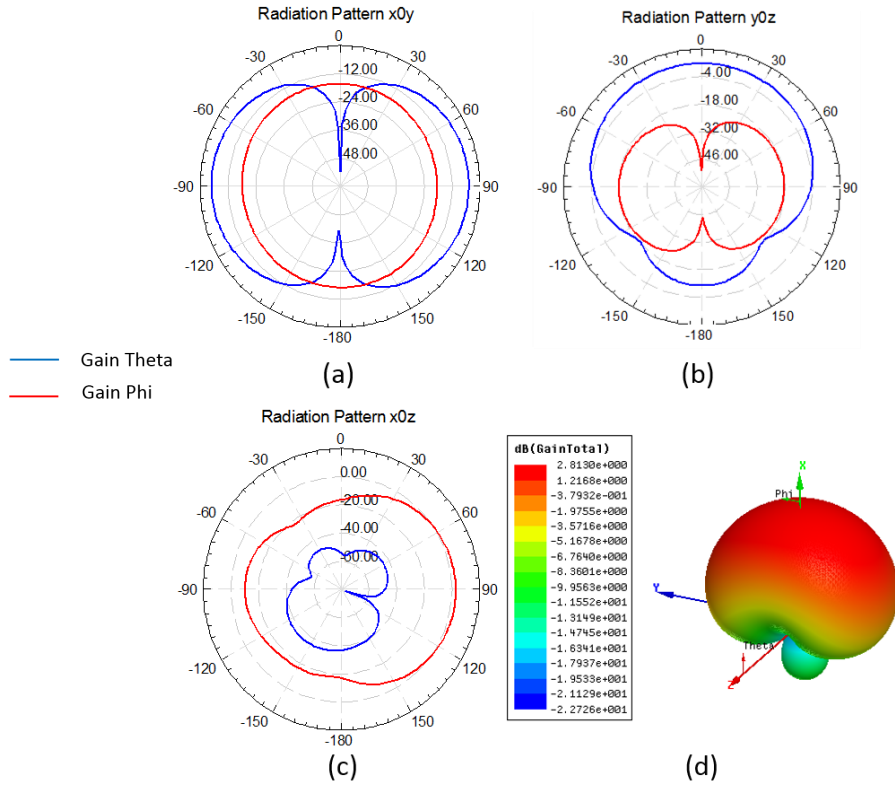 Radiation Pattern x0y
0
-30
30
-60
60
-90
90
-120
120
-150
150
-180
-12.00
-24.00
-36.00
-48.00
(a)
Radiation Pattern y0z
0
-30
30
-60
60
-90
90
-120
120
-150
150
-180
-4.00
-18.00
-32.00
-46.00
(b)
Gain Theta
Gain Phi
Radiation Pattern x0z
0
-30
30
-60
60
-90
90
-120
120
-150
150
-180
0.00
-20.00
-40.00
-60.00
(c)
dB(GainTotal)
2.8130e+000
1.2168e+000
-3.7932e-001
-1.9755e+000
-3.5716e+000
-5.1678e+000
-6.7640e+000
-8.3601e+000
-9.9563e+000
-1.1552e+001
-1.3149e+001
-1.4745e+001
-1.6341e+001
-1.7937e+001
-1.9533e+001
-2.1129e+001
-2.2726e+001
X
Phi
Y
Theta
Z
(d)